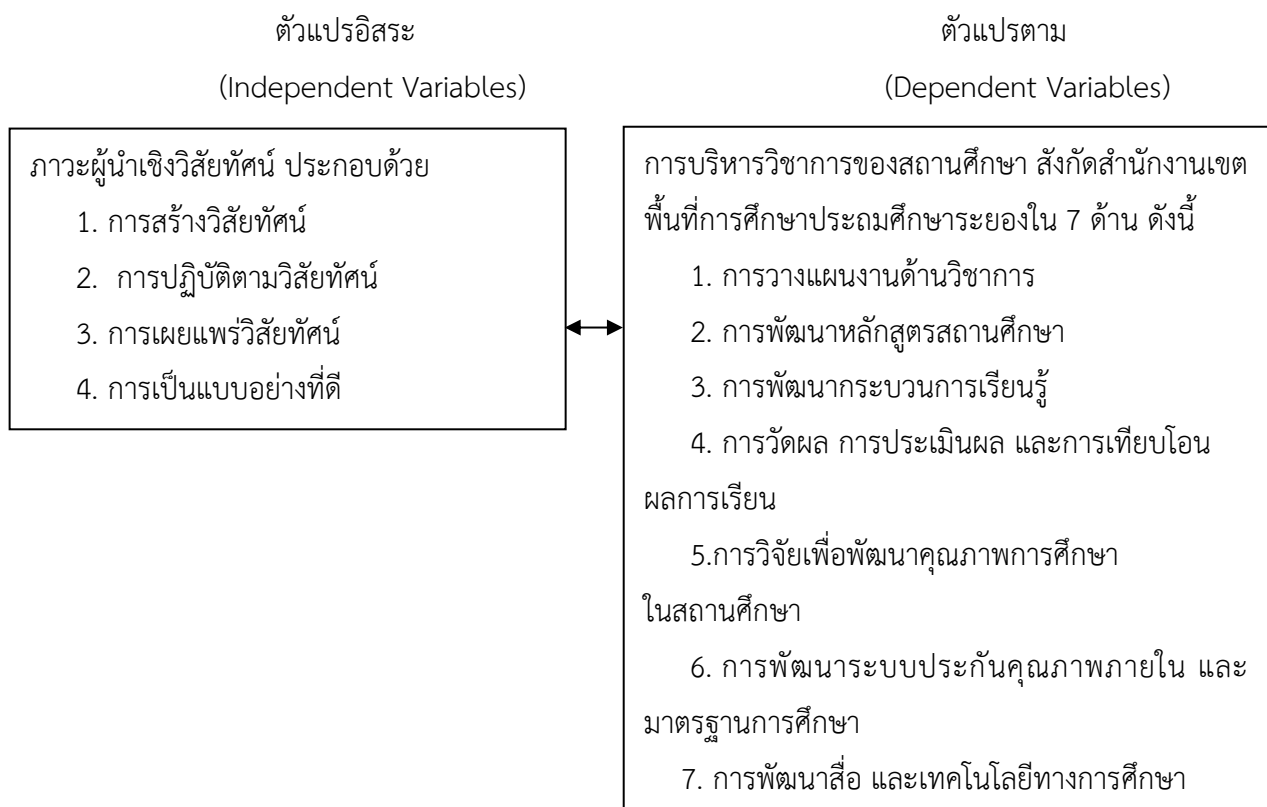 ตัวแปรอิสระ
(Independent Variables)
ภาวะผู้นำเชิงวิสัยทัศน์ ประกอบด้วย
1. การสร้างวิสัยทัศน์
2. การปฏิบัติตามวิสัยทัศน์
3. การเผยแพร่วิสัยทัศน์
4. การเป็นแบบอย่างที่ดี
ตัวแปรตาม
(Dependent Variables)
การบริหารวิชาการของสถานศึกษา สังกัดสำนักงานเขต
พื้นที่การศึกษาประถมศึกษาระยองใน 7 ด้าน ดังนี้
1. การวางแผนงานด้านวิชาการ
2. การพัฒนาหลักสูตรสถานศึกษา
3. การพัฒนากระบวนการเรียนรู้
4. การวัดผล การประเมินผล และการเทียบโอน
ผลการเรียน
5.การวิจัยเพื่อพัฒนาคุณภาพการศึกษา
ในสถานศึกษา
6. การพัฒนาระบบประกันคุณภาพภายใน และ
มาตรฐานการศึกษา
7. การพัฒนาสื่อ และเทคโนโลยีทางการศึกษา